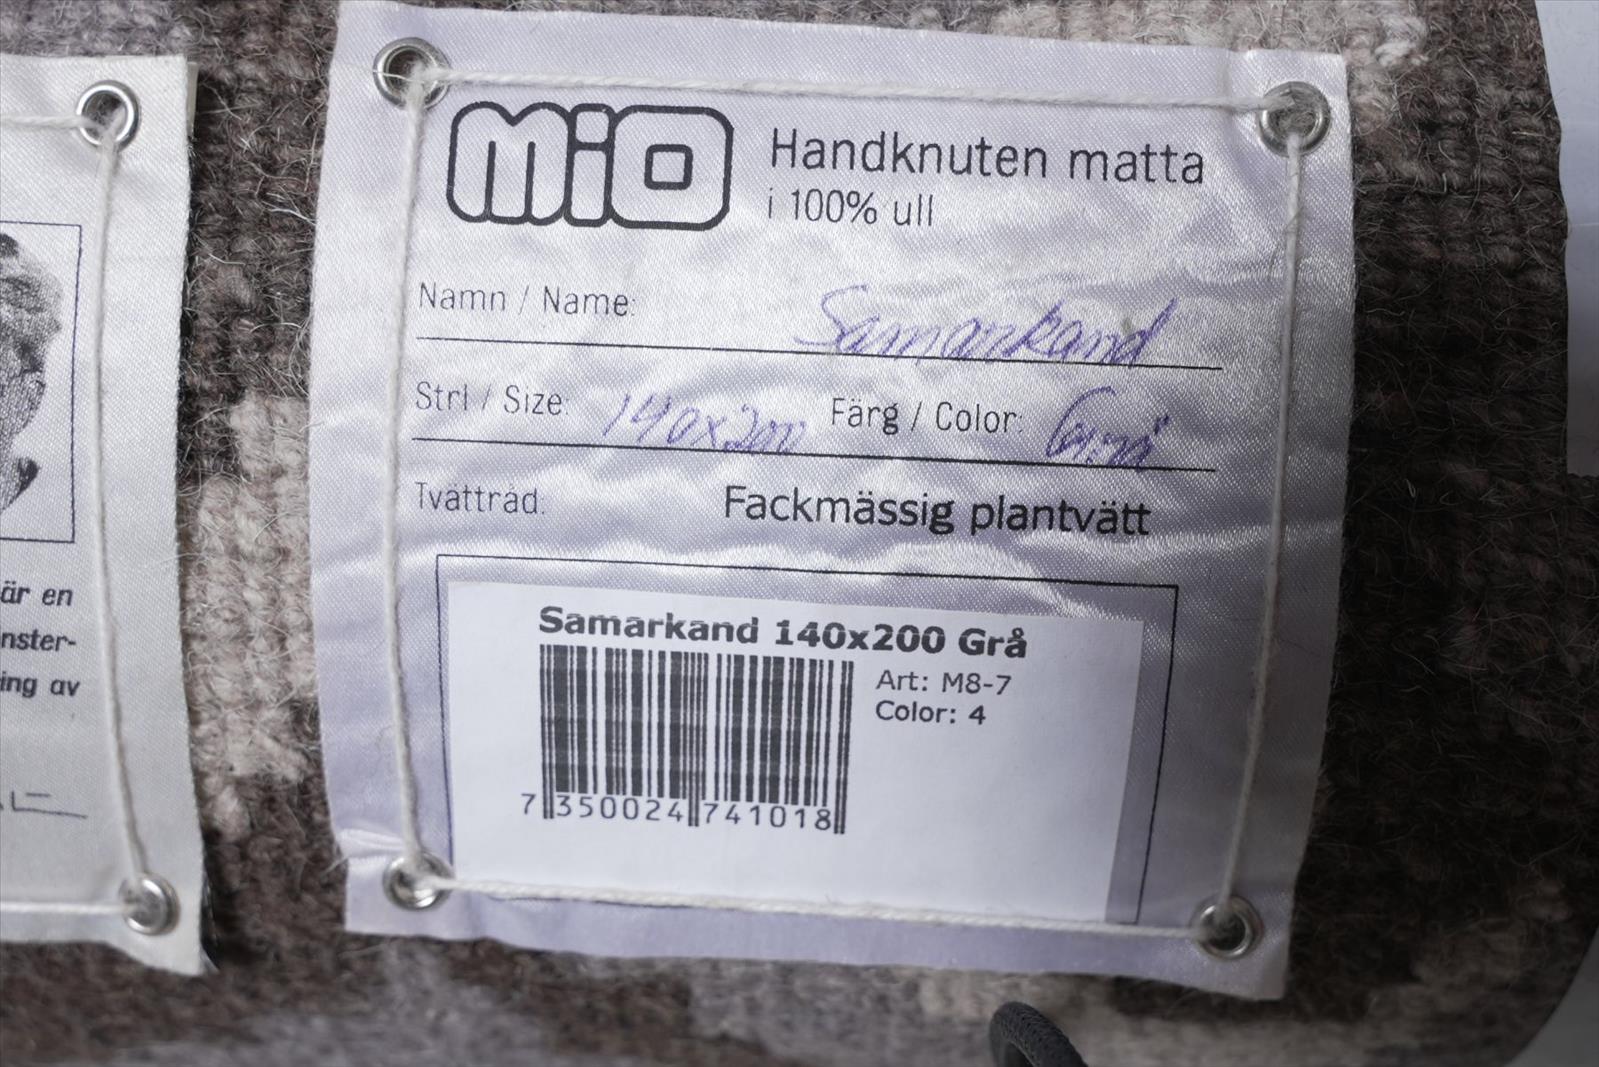 är en
nster-
ing av
mio
Handknuten matta
i 100% ull
Namn / Name: Samarkand
Strl / Size: 140x200 Färg / Color: Grå
Tvättråd: Fackmässig plantvätt
Samarkand 140x200 Grå
Art: M8-7
Color: 4
7 350024 741018